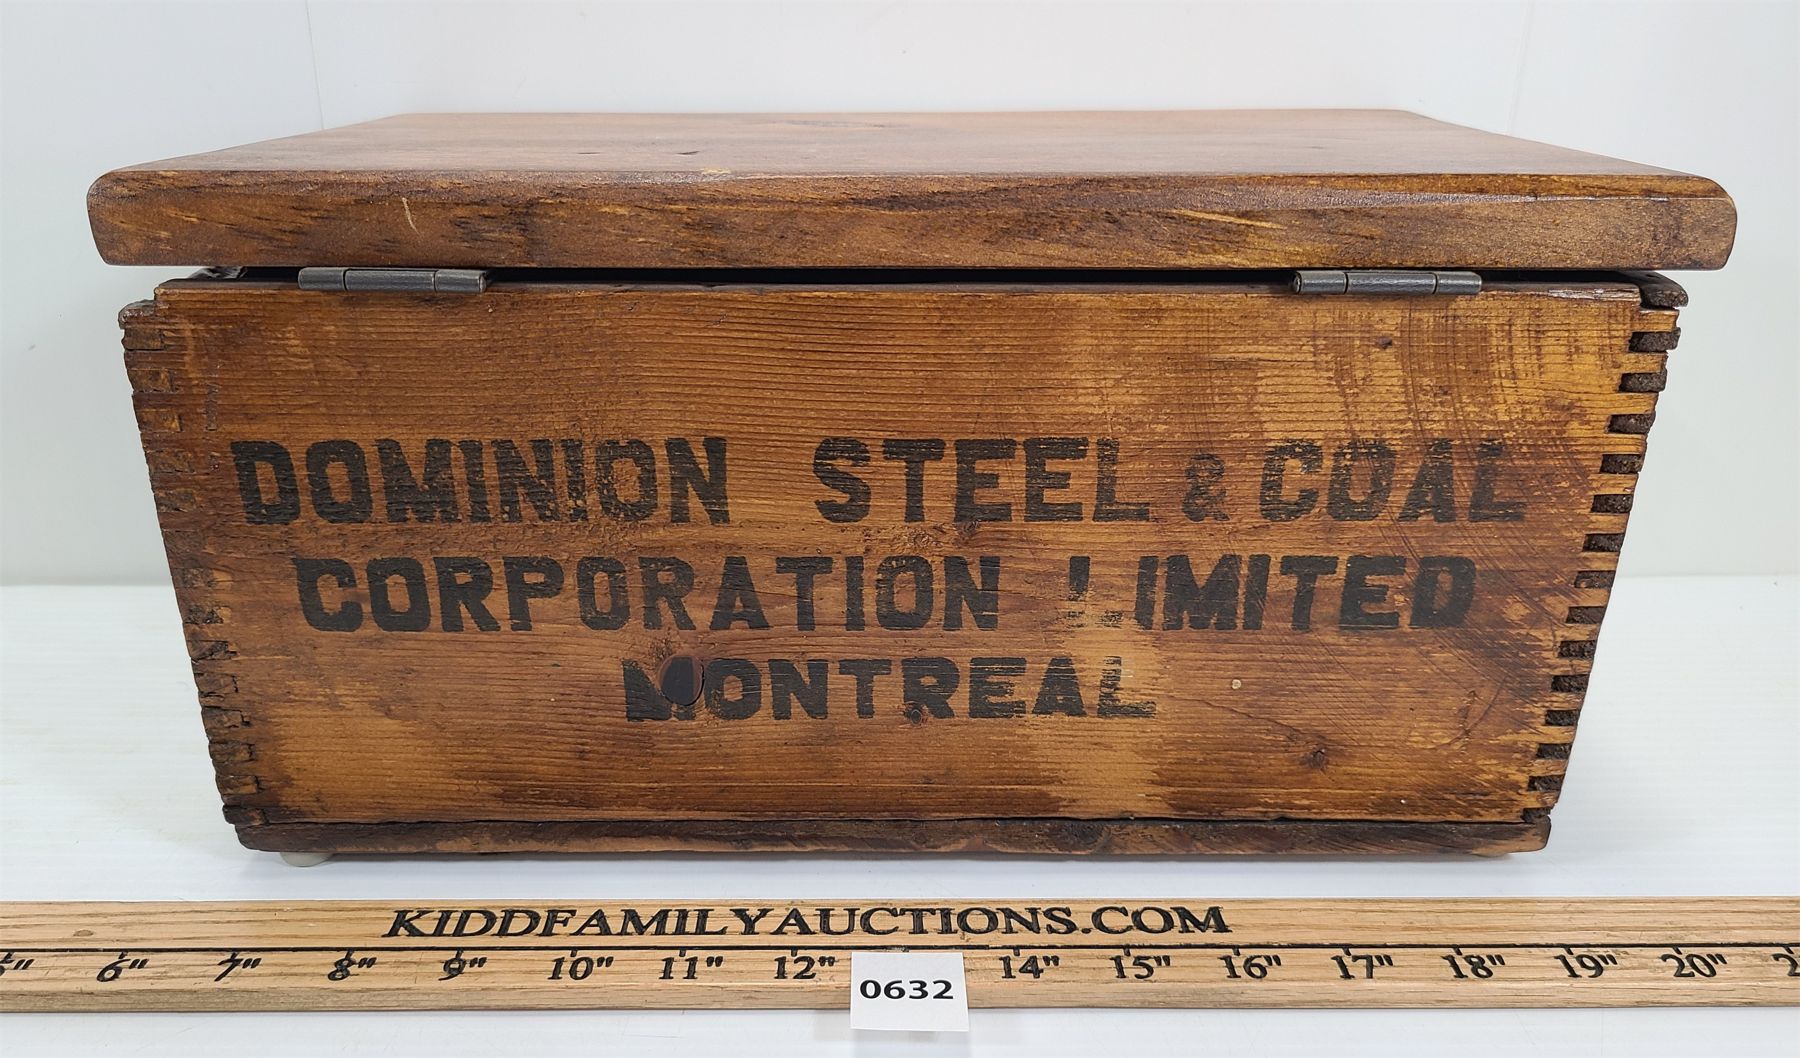 DOMINION STEEL & COAL
CORPORATION LIMITED
MONTREAL
KIDDFAMILYAUCTIONS.COM
6" 7" 8" 9" 10" 11" 12" 14" 15" 16" 17" 18" 19" 20"
0632